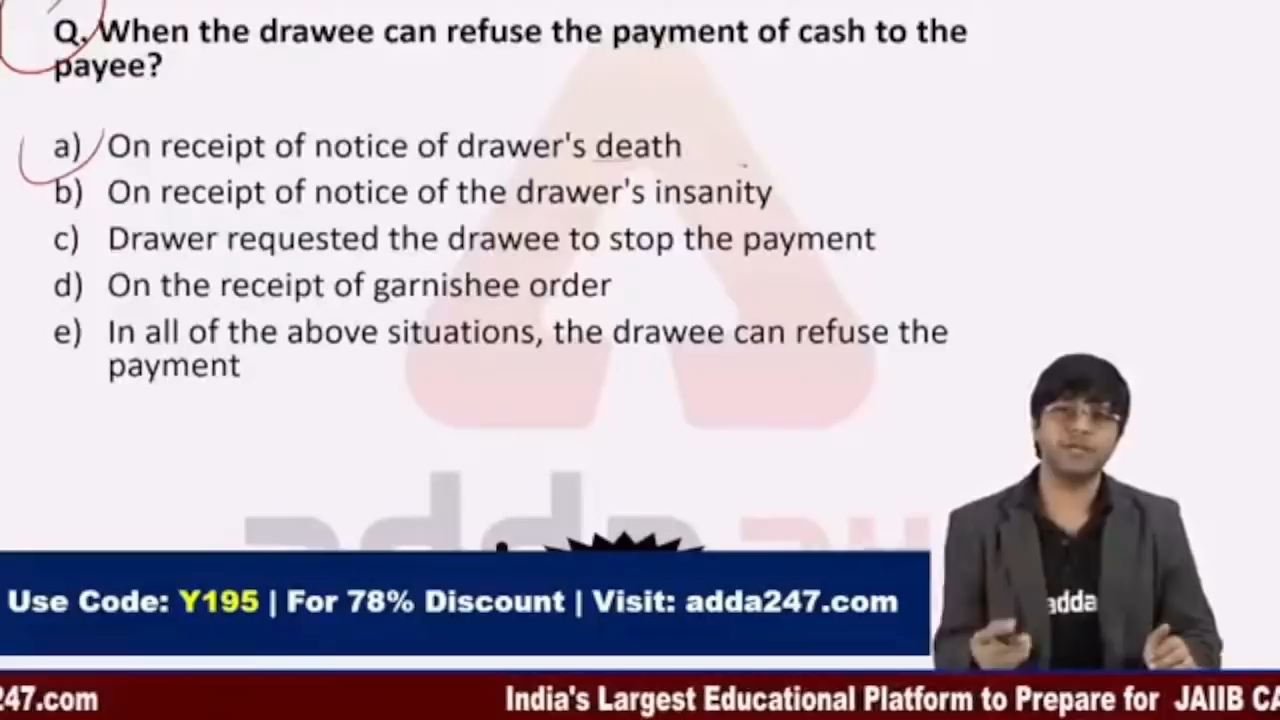 Q. When the drawee can refuse the payment of cash to the
payee?
a) On receipt of notice of drawer's death
b) On receipt of notice of the drawer's insanity
c) Drawer requested the drawee to stop the payment
d) On the receipt of garnishee order
e) In all of the above situations, the drawee can refuse the
payment
adda
Use Code: Y195 | For 78% Discount | Visit: adda247.com
247.com India's Largest Educational Platform to Prepare for JAIIB CA